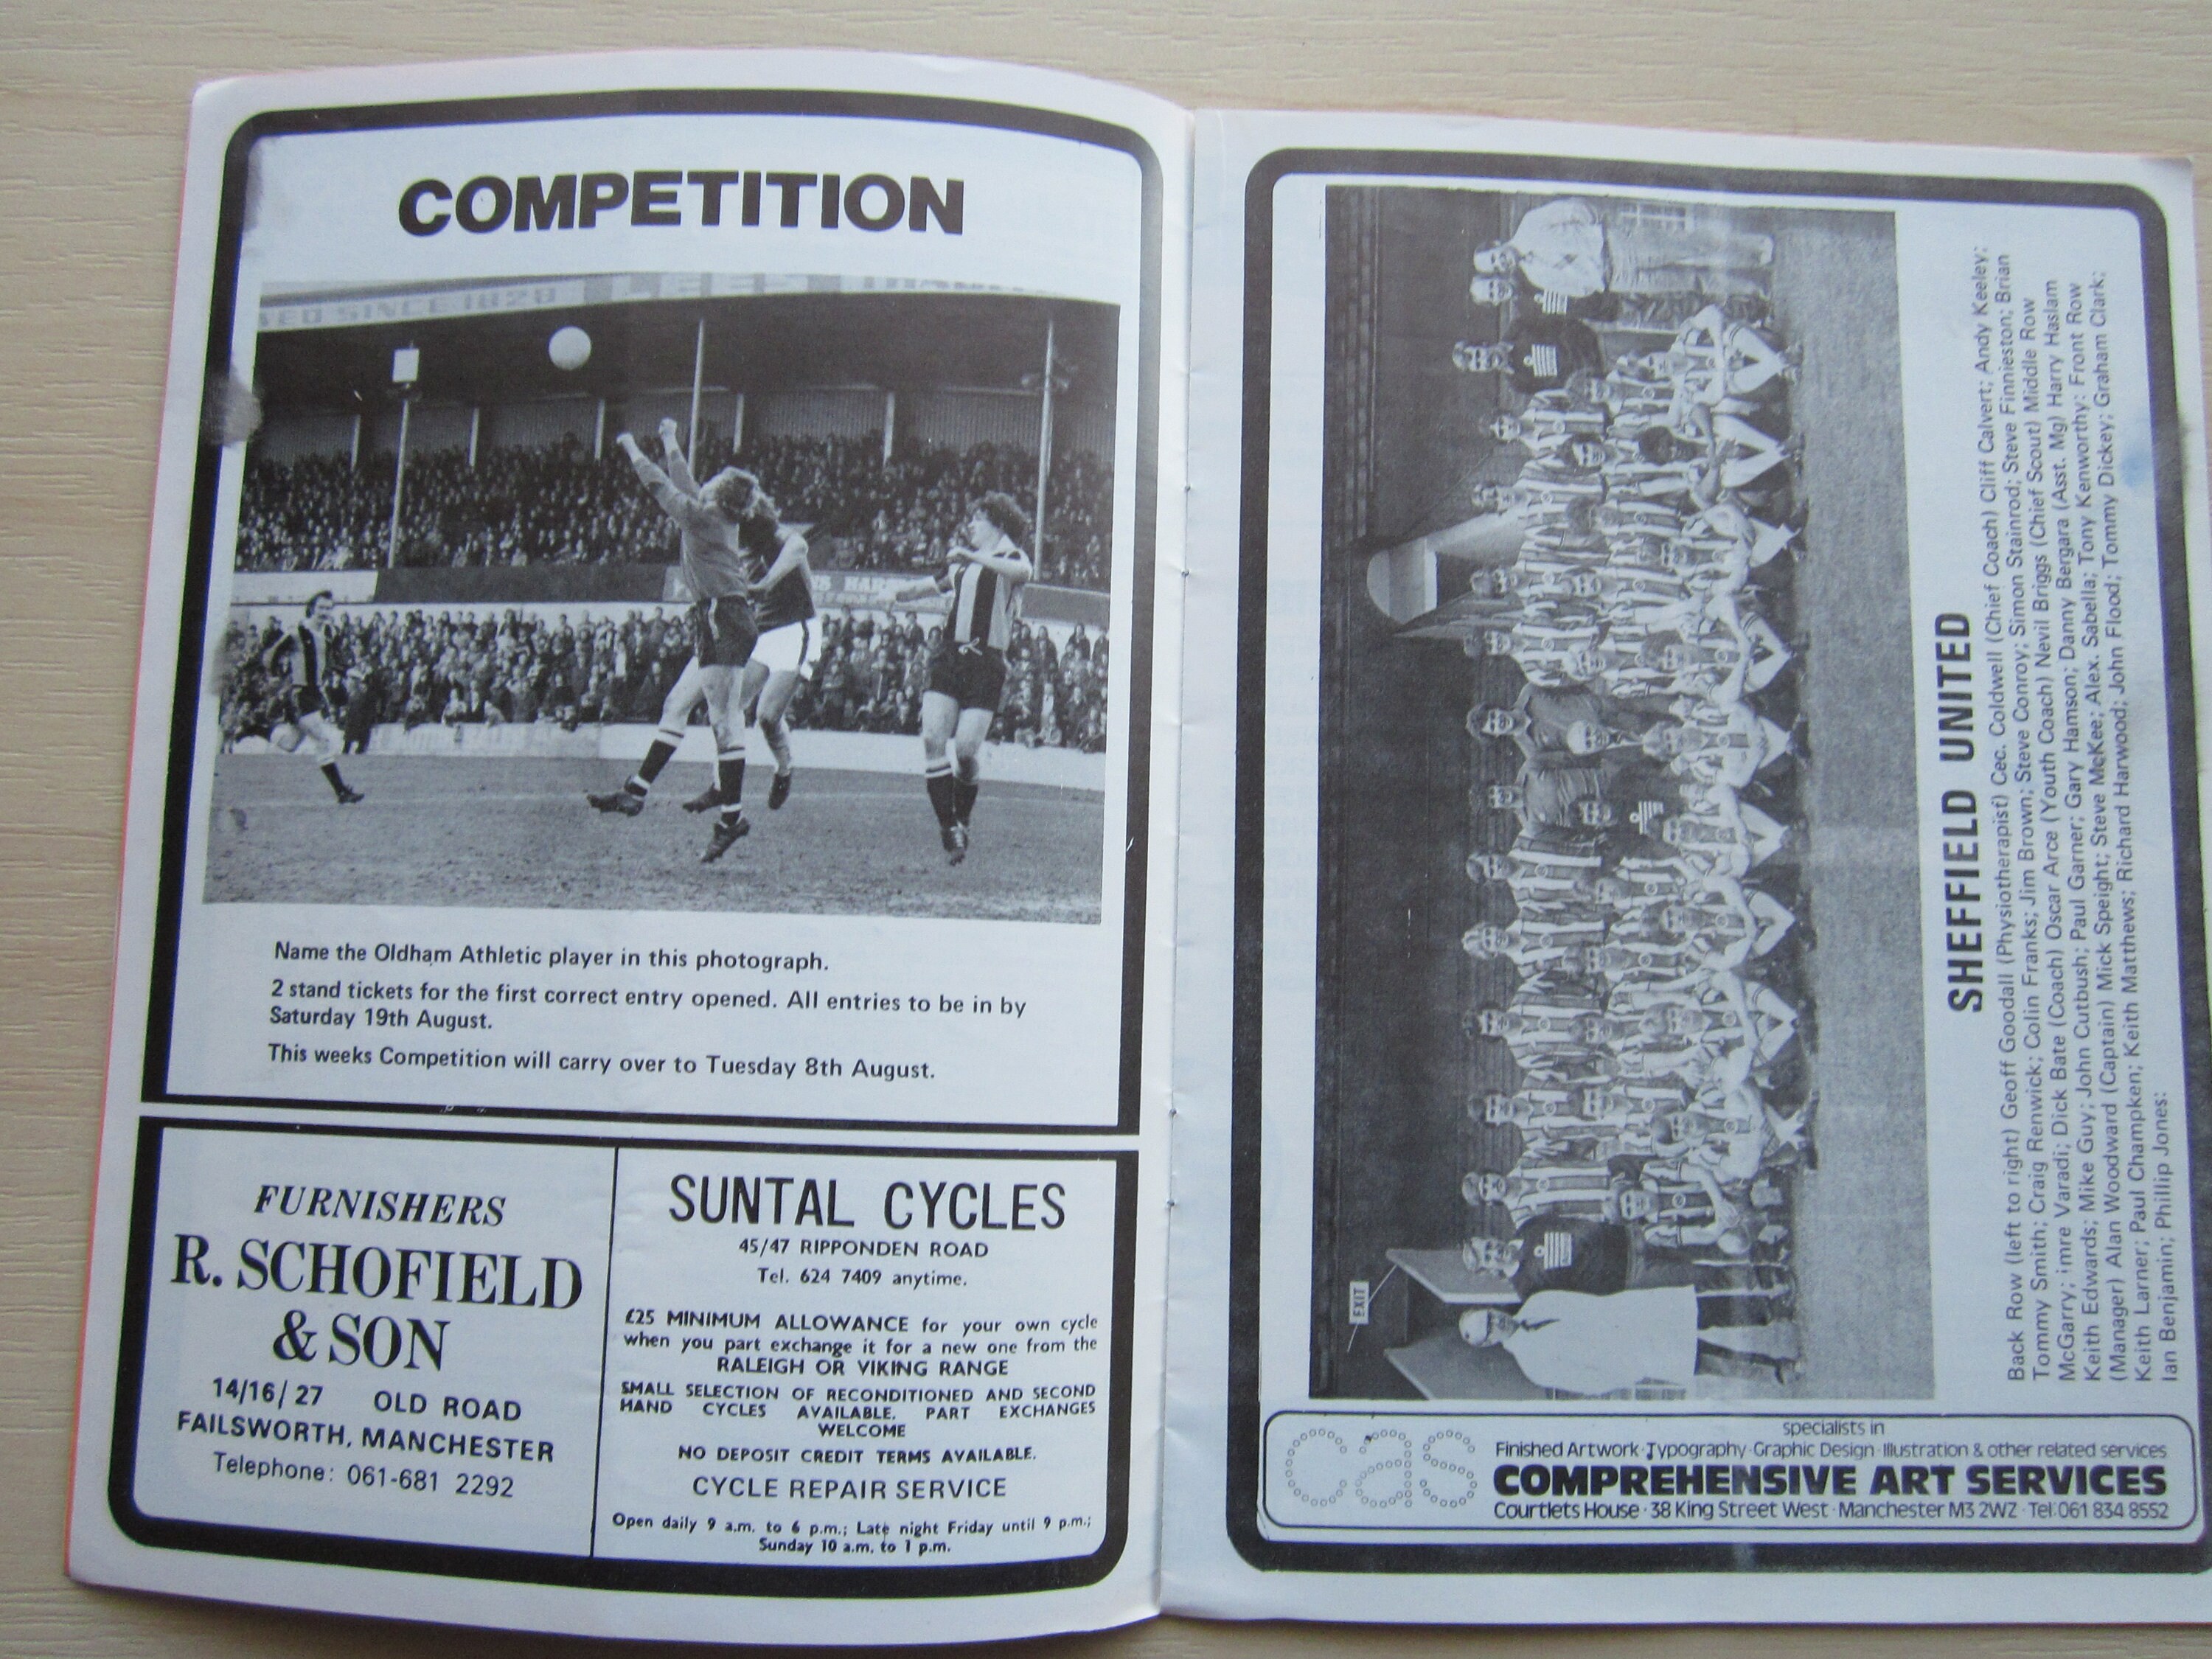 COMPETITION
SINCE 1828 LEES
Name the Oldham Athletic player in this photograph.
2 stand tickets for the first correct entry opened. All entries to be in by
Saturday 19th August.
This weeks Competition will carry over to Tuesday 8th August.
FURNISHERS
R. SCHOFIELD
& SON
14/16/27 OLD ROAD
FAILSWORTH, MANCHESTER
Telephone: 061-681 2292
SUNTAL CYCLES
45/47 RIPPONDEN ROAD
Tel. 624 7409 anytime.
£25 MINIMUM ALLOWANCE for your own cycle
when you part exchange it for a new one from the
RALEIGH OR VIKING RANGE
SMALL SELECTION OF RECONDITIONED AND SECOND
HAND CYCLES AVAILABLE. PART EXCHANGES
WELCOME
NO DEPOSIT CREDIT TERMS AVAILABLE.
CYCLE REPAIR SERVICE
Open daily 9 a.m. to 6 p.m.; Late night Friday until 9 p.m.;
Sunday 10 a.m. to 1 p.m.
EXIT
SHEFFIELD UNITED
Back Row (left to right) Geoff Goodall (Physiotherapist) Cec. Coldwell (Chief Coach) Cliff Calvert; Andy Keeley;
Tommy Smith; Craig Renwick; Colin Franks; Jim Brown; Steve Conroy; Simon Stainrod; Steve Finnieston; Brian
McGarry; Imre Varadi; Dick Bate (Coach) Oscar Arce (Youth Coach) Nevil Briggs (Chief Scout) Middle Row
Keith Edwards; Mike Guy; John Cutbush; Paul Garner; Gary Hamson; Danny Bergara (Asst. Mg) Harry Haslam
(Manager) Alan Woodward (Captain) Mick Speight; Steve McKee; Alex. Sabella; Tony Kenworthy: Front Row
Keith Larner; Paul Champken; Keith Matthews; Richard Harwood; John Flood; Tommy Dickey; Graham Clark;
Ian Benjamin; Phillip Jones:
cas
specialists in
Finished Artwork · Typography · Graphic Design · Illustration & other related services
COMPREHENSIVE ART SERVICES
Courtlets House · 38 King Street West · Manchester M3 2WZ · Tel: 061 834 8552